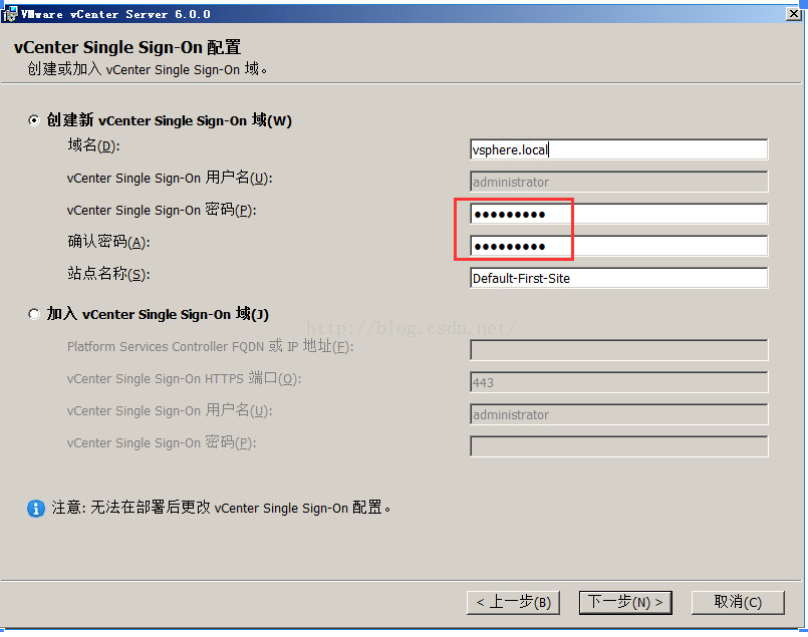 VMware vCenter Server 6.0.0
vCenter Single Sign-On 配置
创建或加入 vCenter Single Sign-On 域。
创建新 vCenter Single Sign-On 域(W)
域名(D): vsphere.local
vCenter Single Sign-On 用户名(U): administrator
vCenter Single Sign-On 密码(P): ●●●●●●●●●
确认密码(A): ●●●●●●●●●
站点名称(S): Default-First-Site
加入 vCenter Single Sign-On 域(J)
http://blog.csdn.net/
Platform Services Controller FQDN 或 IP 地址(F):
vCenter Single Sign-On HTTPS 端口(O): 443
vCenter Single Sign-On 用户名(U): administrator
vCenter Single Sign-On 密码(P):
注意: 无法在部署后更改 vCenter Single Sign-On 配置。
< 上一步(B) 下一步(N) > 取消(C)